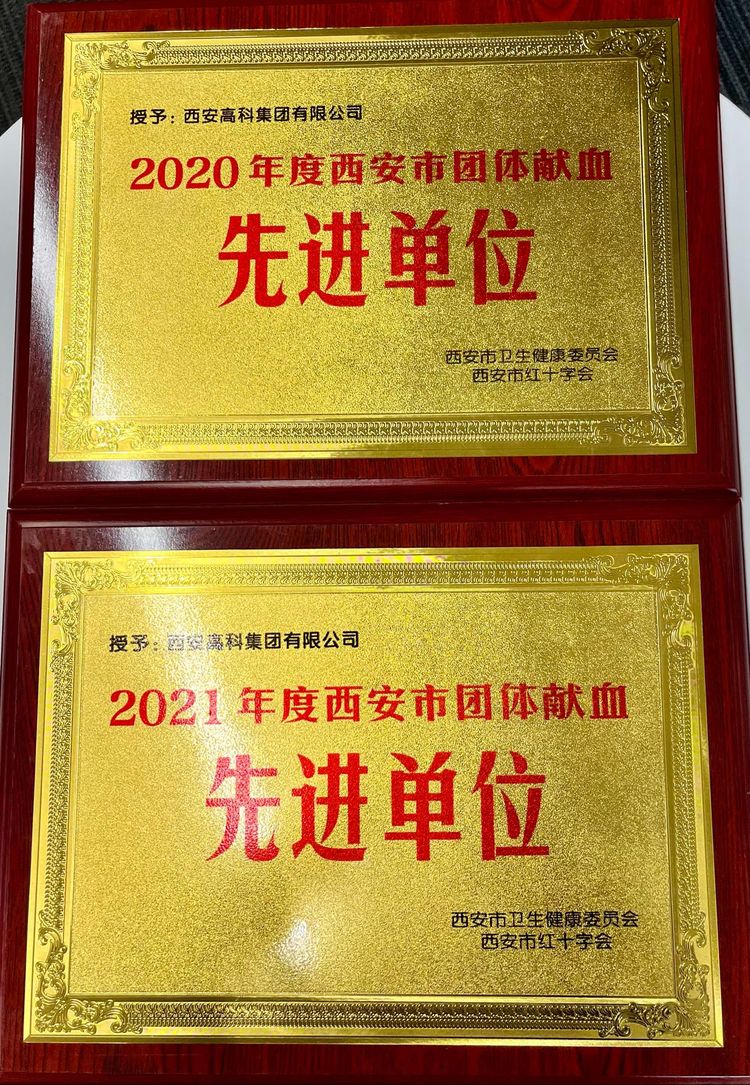 授予：西安高科集团有限公司
2020年度西安市团体献血
先进单位
西安市卫生健康委员会
西安市红十字会
授予：西安高科集团有限公司
2021年度西安市团体献血
先进单位
西安市卫生健康委员会
西安市红十字会